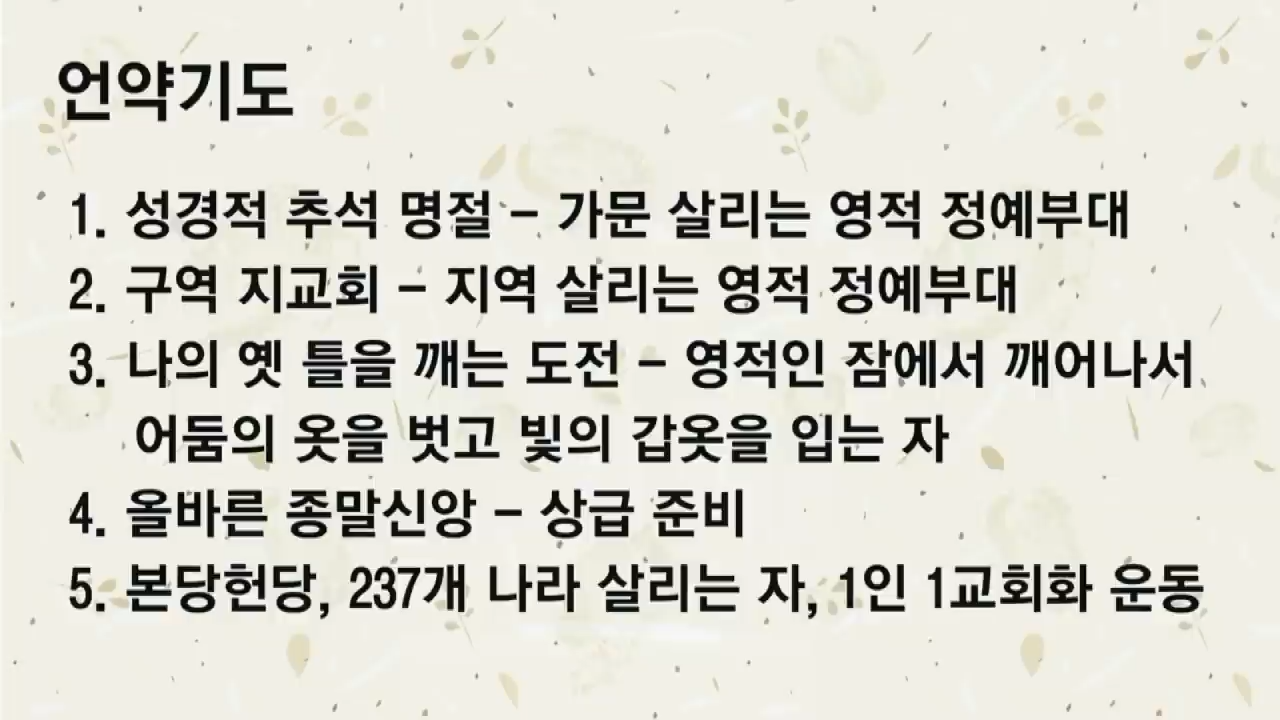 언약기도
1. 성경적 추석 명절 - 가문 살리는 영적 정예부대
2. 구역 지교회 - 지역 살리는 영적 정예부대
3. 나의 옛 틀을 깨는 도전 - 영적인 잠에서 깨어나서
어둠의 옷을 벗고 빛의 갑옷을 입는 자
4. 올바른 종말신앙 - 상급 준비
5. 본당헌당, 237개 나라 살리는 자, 1인 1교회화 운동